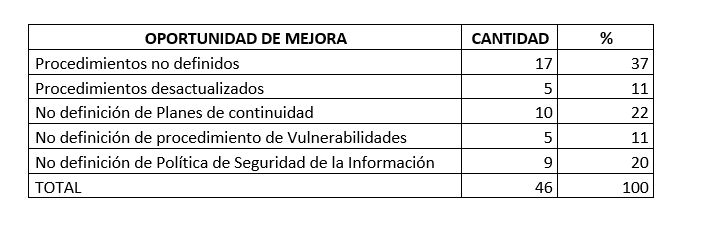 OPORTUNIDAD DE MEJORA CANTIDAD %
Procedimientos no definidos 17 37
Procedimientos desactualizados 5 11
No definición de Planes de continuidad 10 22
No definición de procedimiento de Vulnerabilidades 5 11
No definición de Política de Seguridad de la Información 9 20
TOTAL 46 100